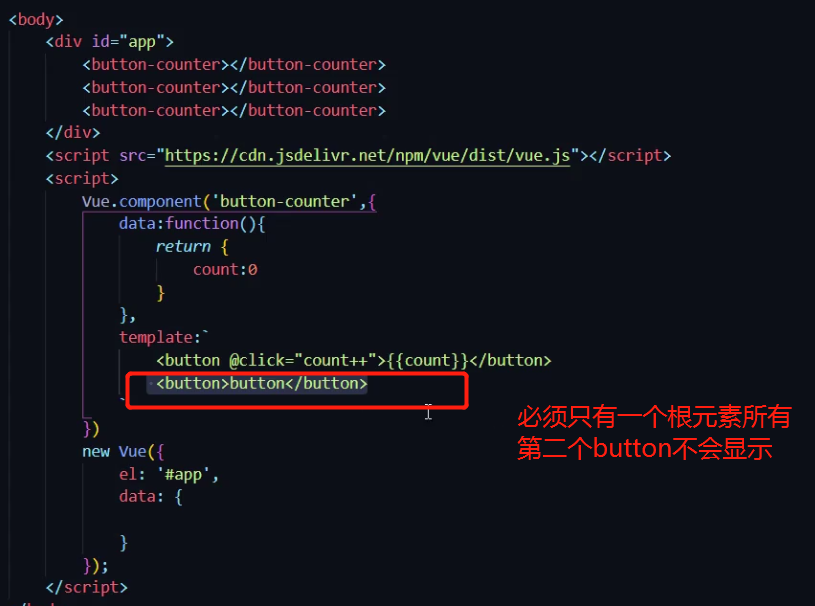 <body>
<div id="app">
<button-counter></button-counter>
<button-counter></button-counter>
<button-counter></button-counter>
</div>
<script src="https://cdn.jsdelivr.net/npm/vue/dist/vue.js"></script>
<script>
Vue.component('button-counter',{
data:function(){
return {
count:0
}
},
template:`
<button @click="count++">{{count}}</button>
<button>button</button>
`
})
必须只有一个根元素所有
第二个button不会显示
new Vue({
el: '#app',
data: {
}
});
</script>